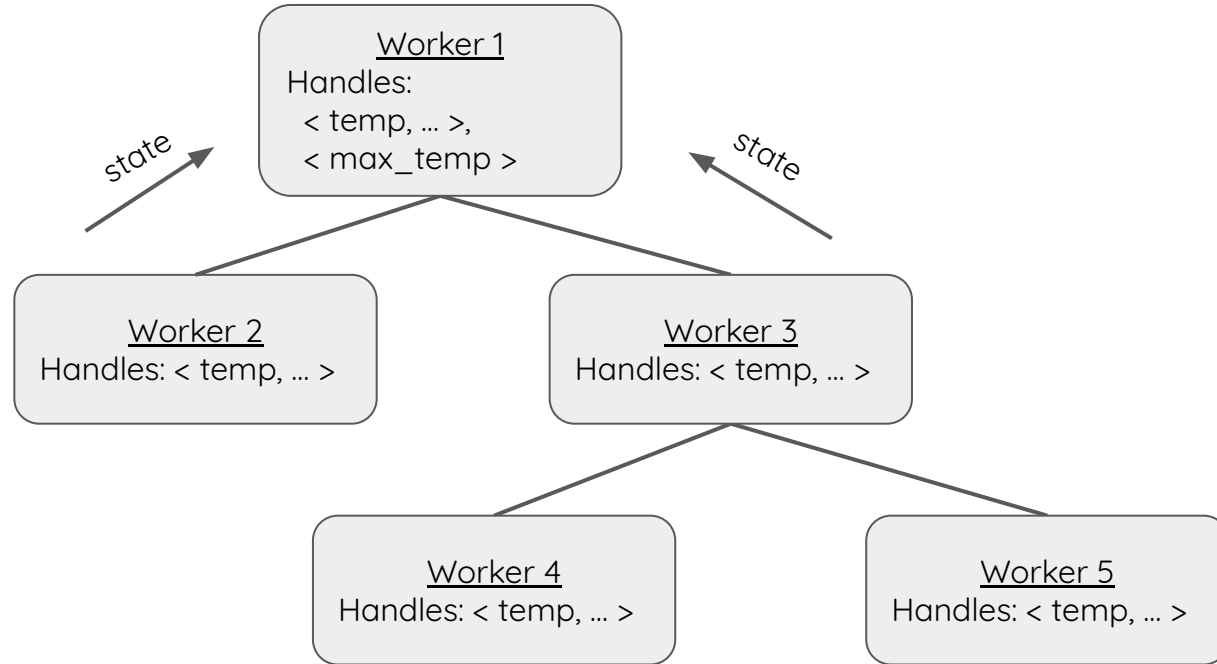 Worker 1
Handles:
< temp, ... >,
< max_temp >
state
state
Worker 2
Handles: < temp, ... >
Worker 3
Handles: < temp, ... >
Worker 4
Handles: < temp, ... >
Worker 5
Handles: < temp, ... >